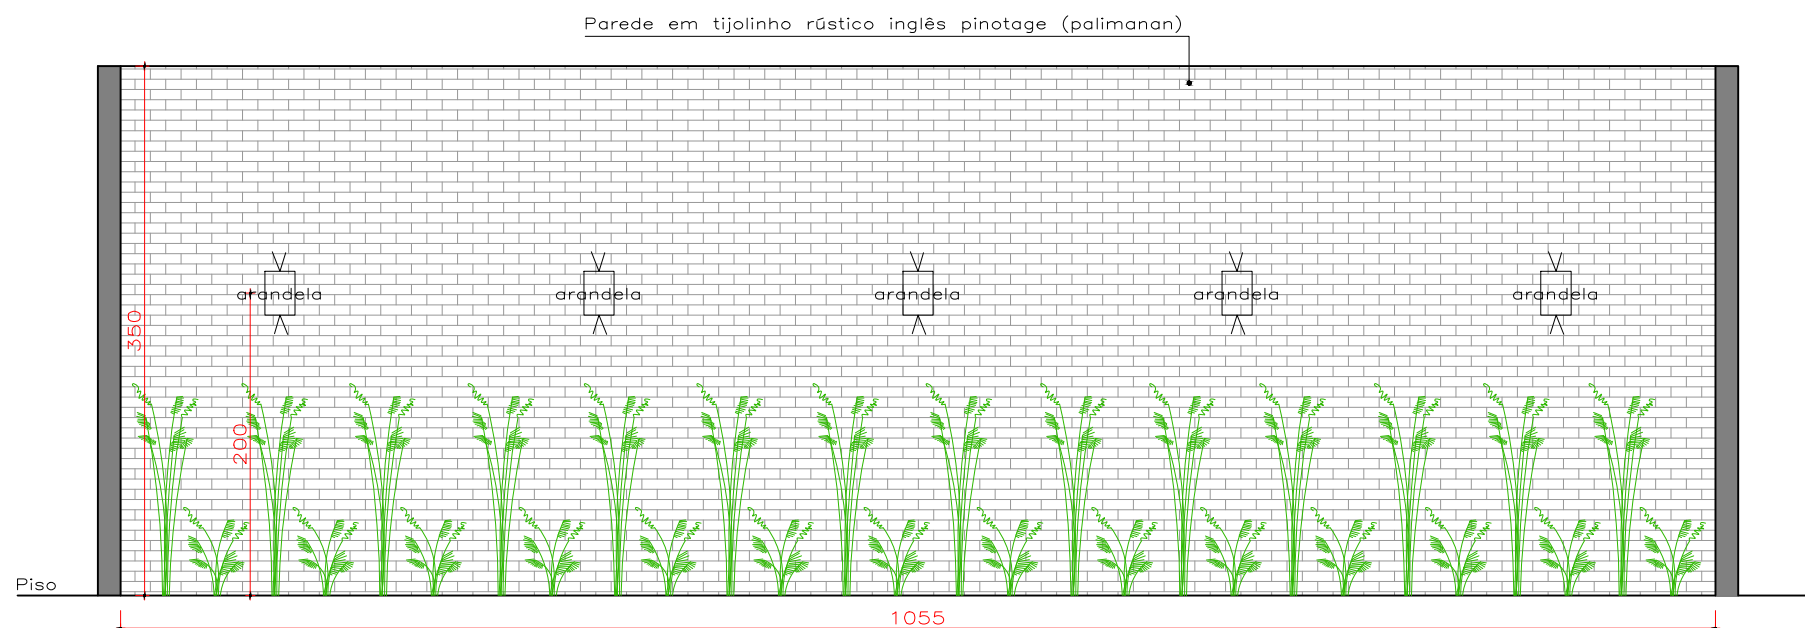 Parede em tijolinho rústico inglês pinotage (palimanan)
arandela arandela arandela arandela arandela
350
200
Piso
1055